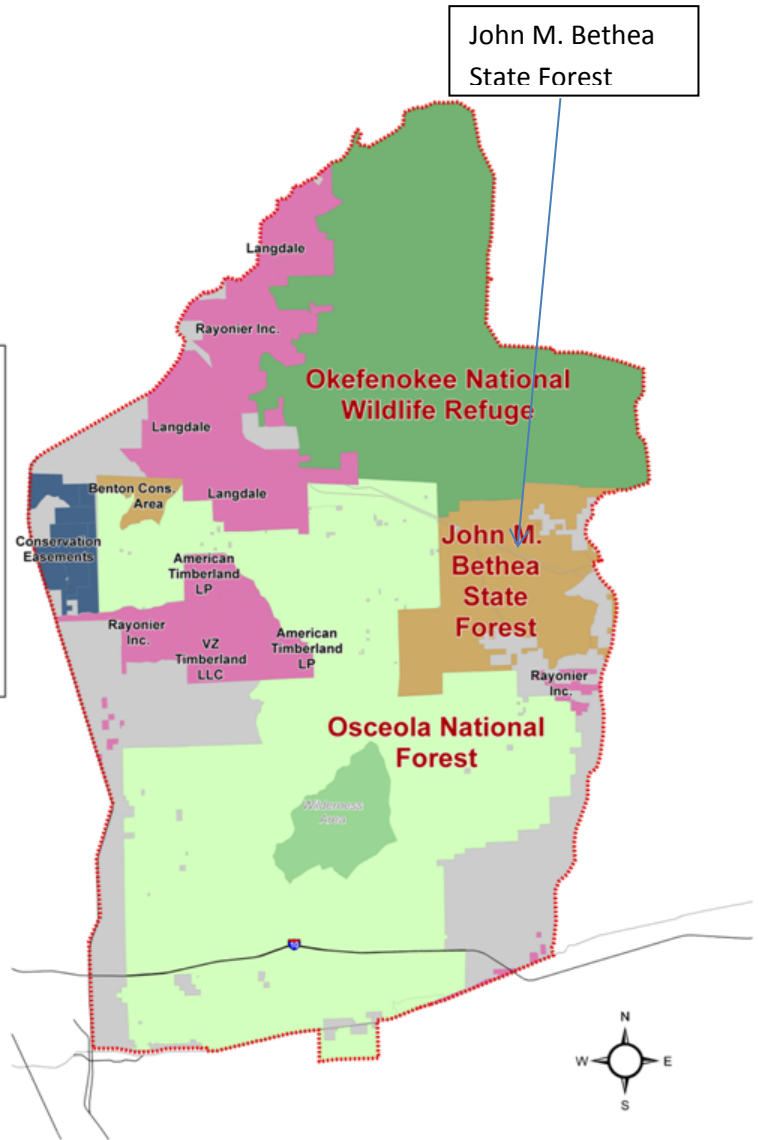 John M. Bethea
State Forest
Langdale
Rayonier Inc.
Okefenokee National
Wildlife Refuge
Langdale
Benton Cons.
Area
Langdale
Conservation
Easements
John M.
Bethea
State
Forest
American
Timberland
LP
Rayonier
Inc.
VZ
Timberland
LLC
American
Timberland
LP
Rayonier
Inc.
Osceola National
Forest
Wilderness
Area
10
N
W
E
S